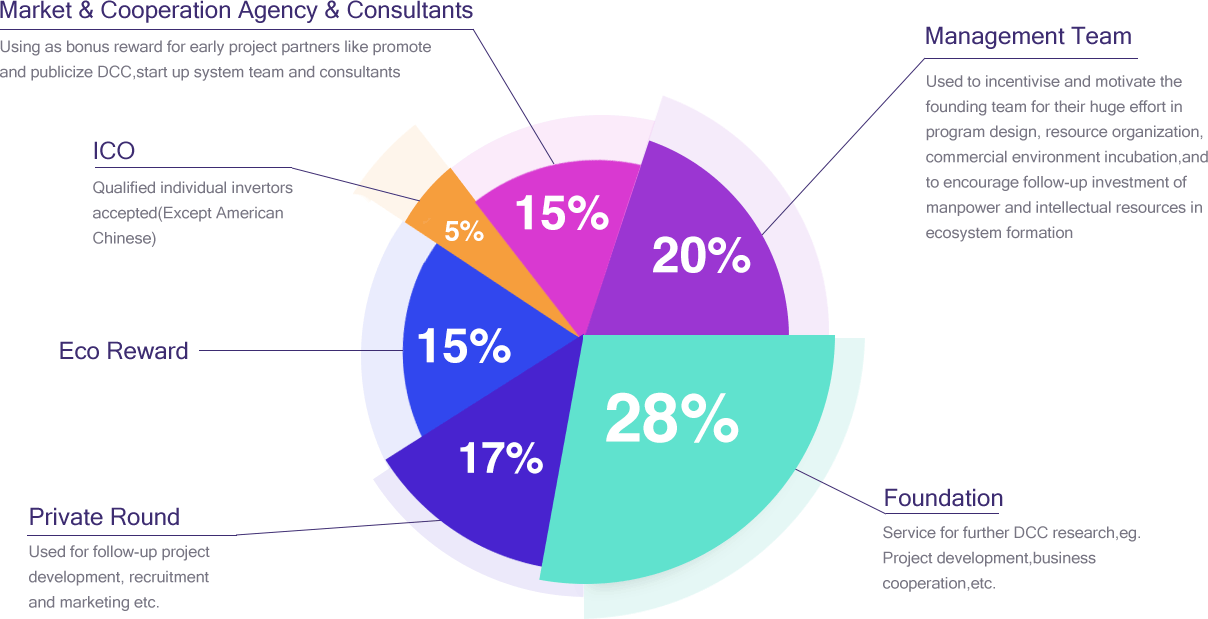 Market & Cooperation Agency & Consultants
Using as bonus reward for early project partners like promote
and publicize DCC,start up system team and consultants
Management Team
Used to incentivise and motivate the
founding team for their huge effort in
program design, resource organization,
commercial environment incubation,and
to encourage follow-up investment of
manpower and intellectual resources in
ecosystem formation
ICO
Qualified individual invertors
accepted(Except American
Chinese)
15%
5%
20%
Eco Reward
15%
28%
17%
Private Round
Used for follow-up project
development, recruitment
and marketing etc.
Foundation
Service for further DCC research,eg.
Project development,business
cooperation,etc.